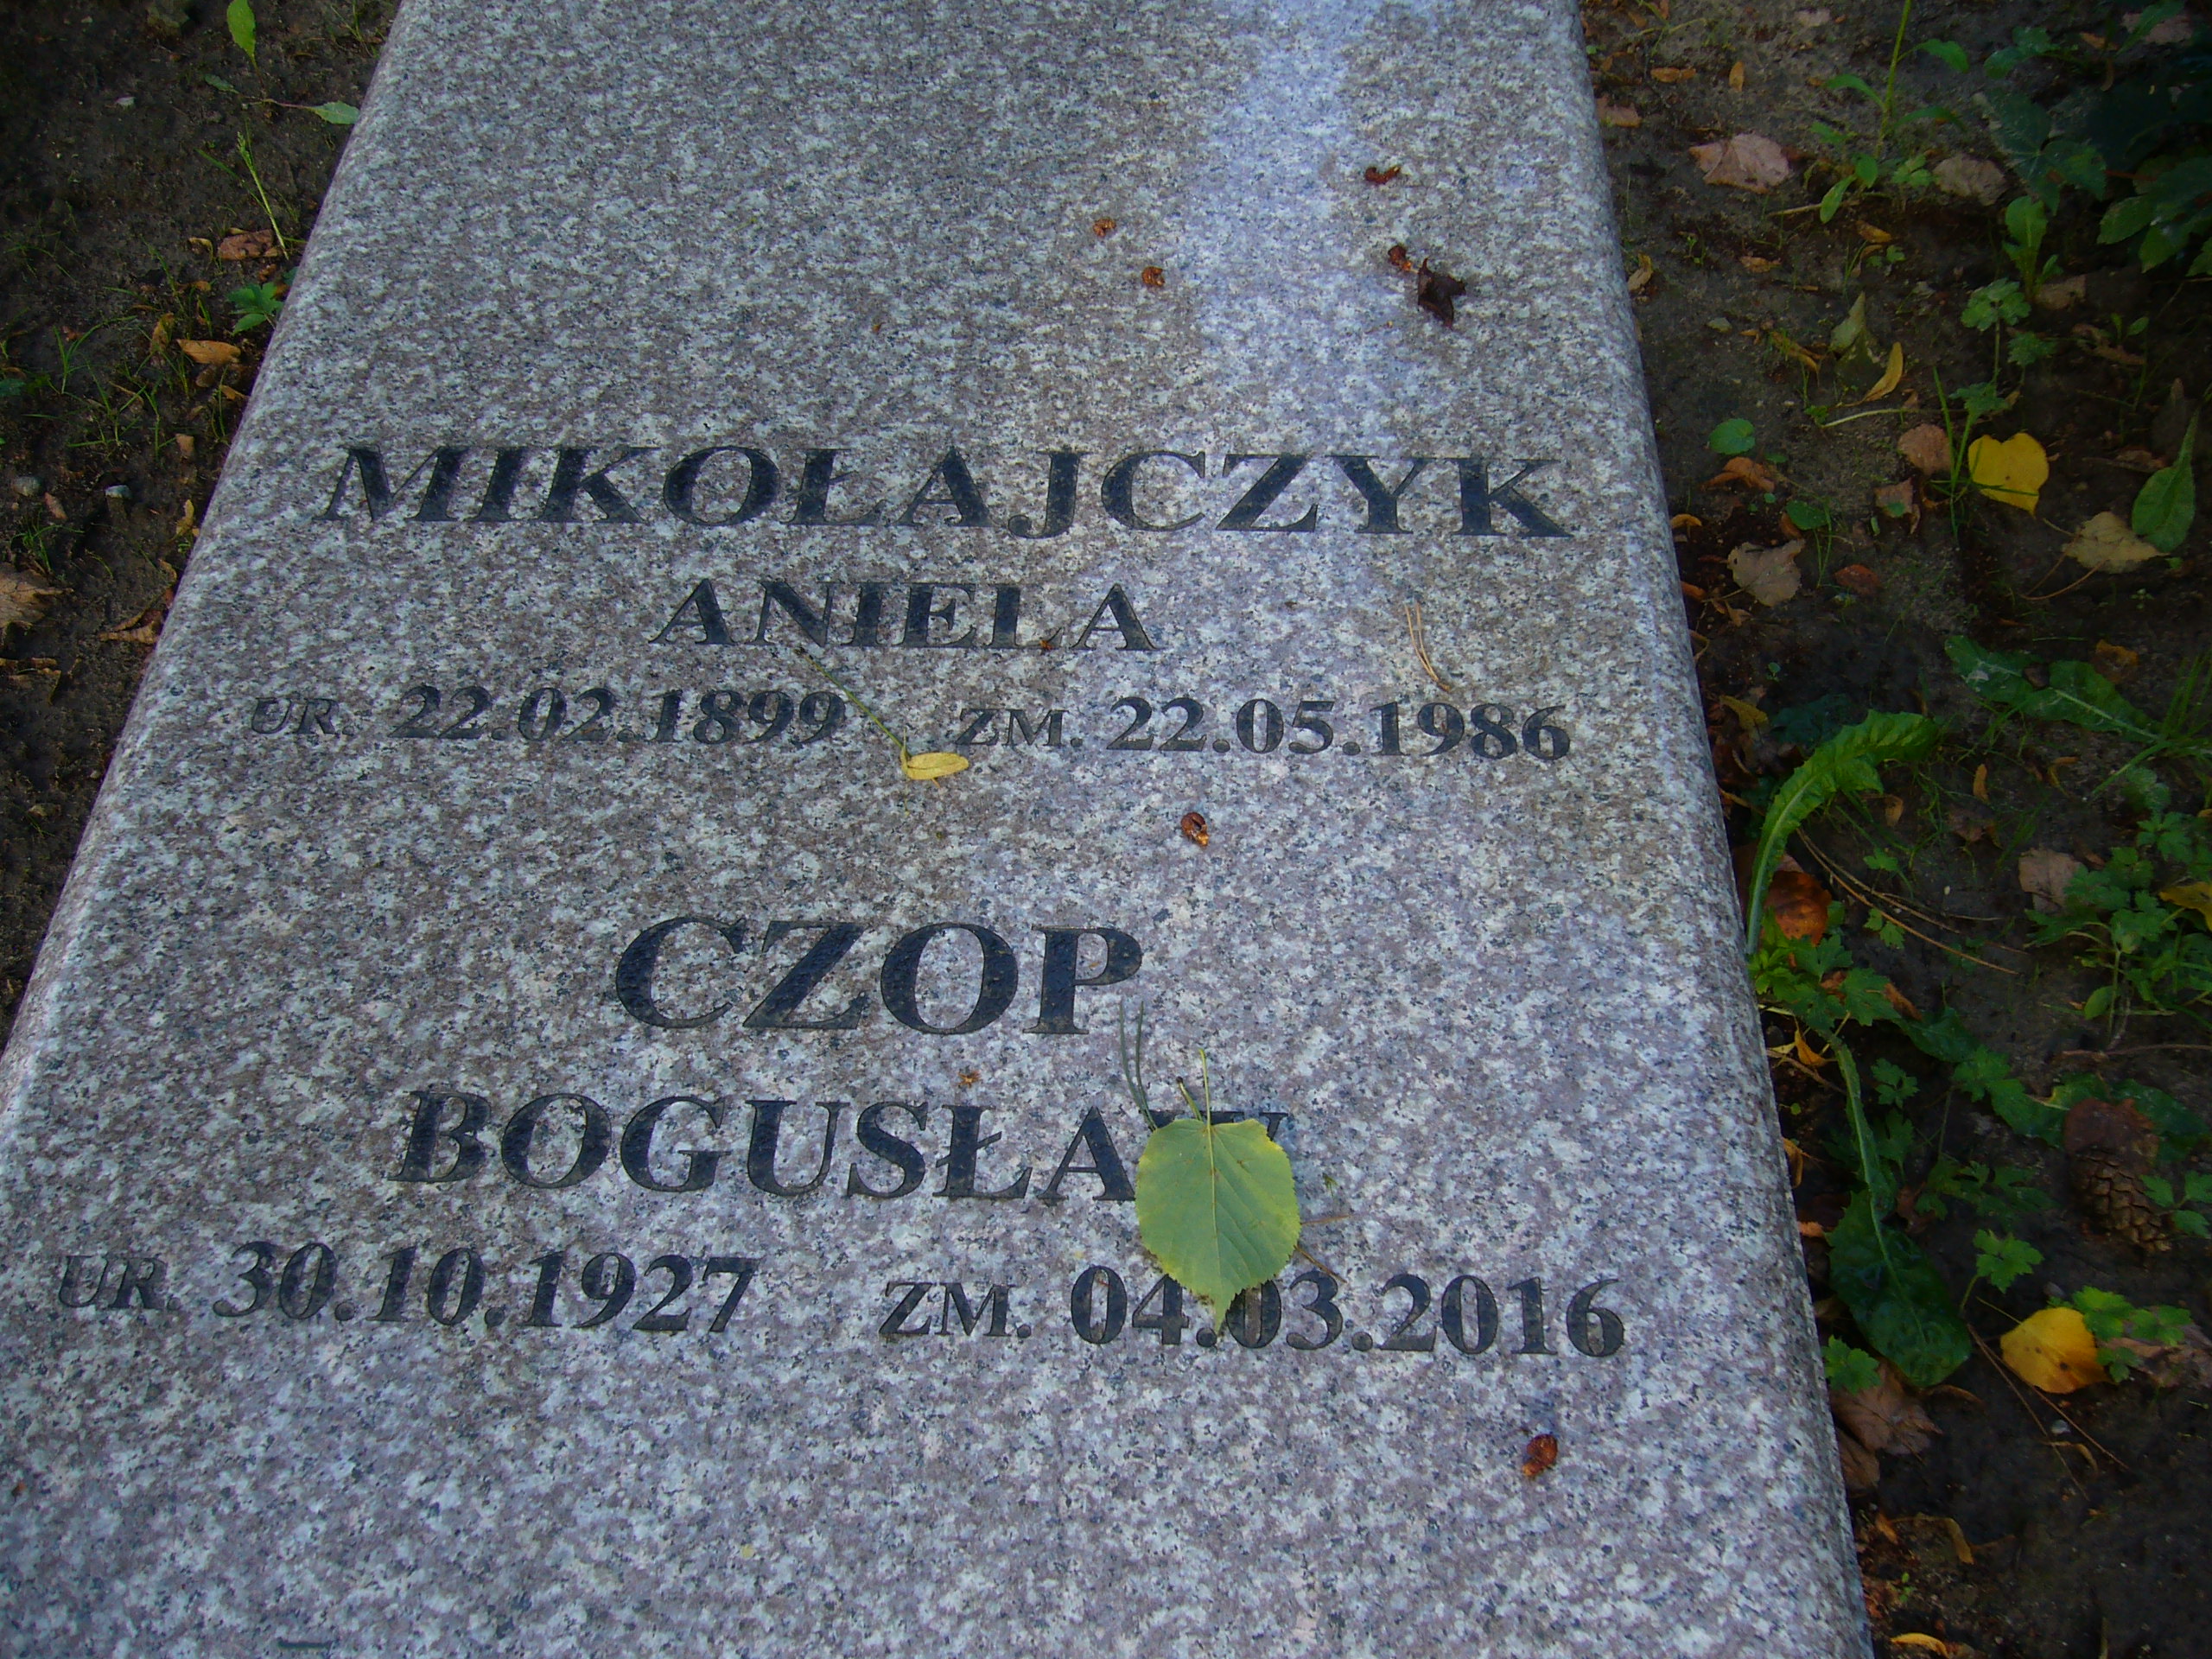 MIKOŁAJCZYK
ANIELA
UR. 22.02.1899 ZM. 22.05.1986
CZOP
BOGUSŁAW
UR. 30.10.1927 ZM. 04.03.2016